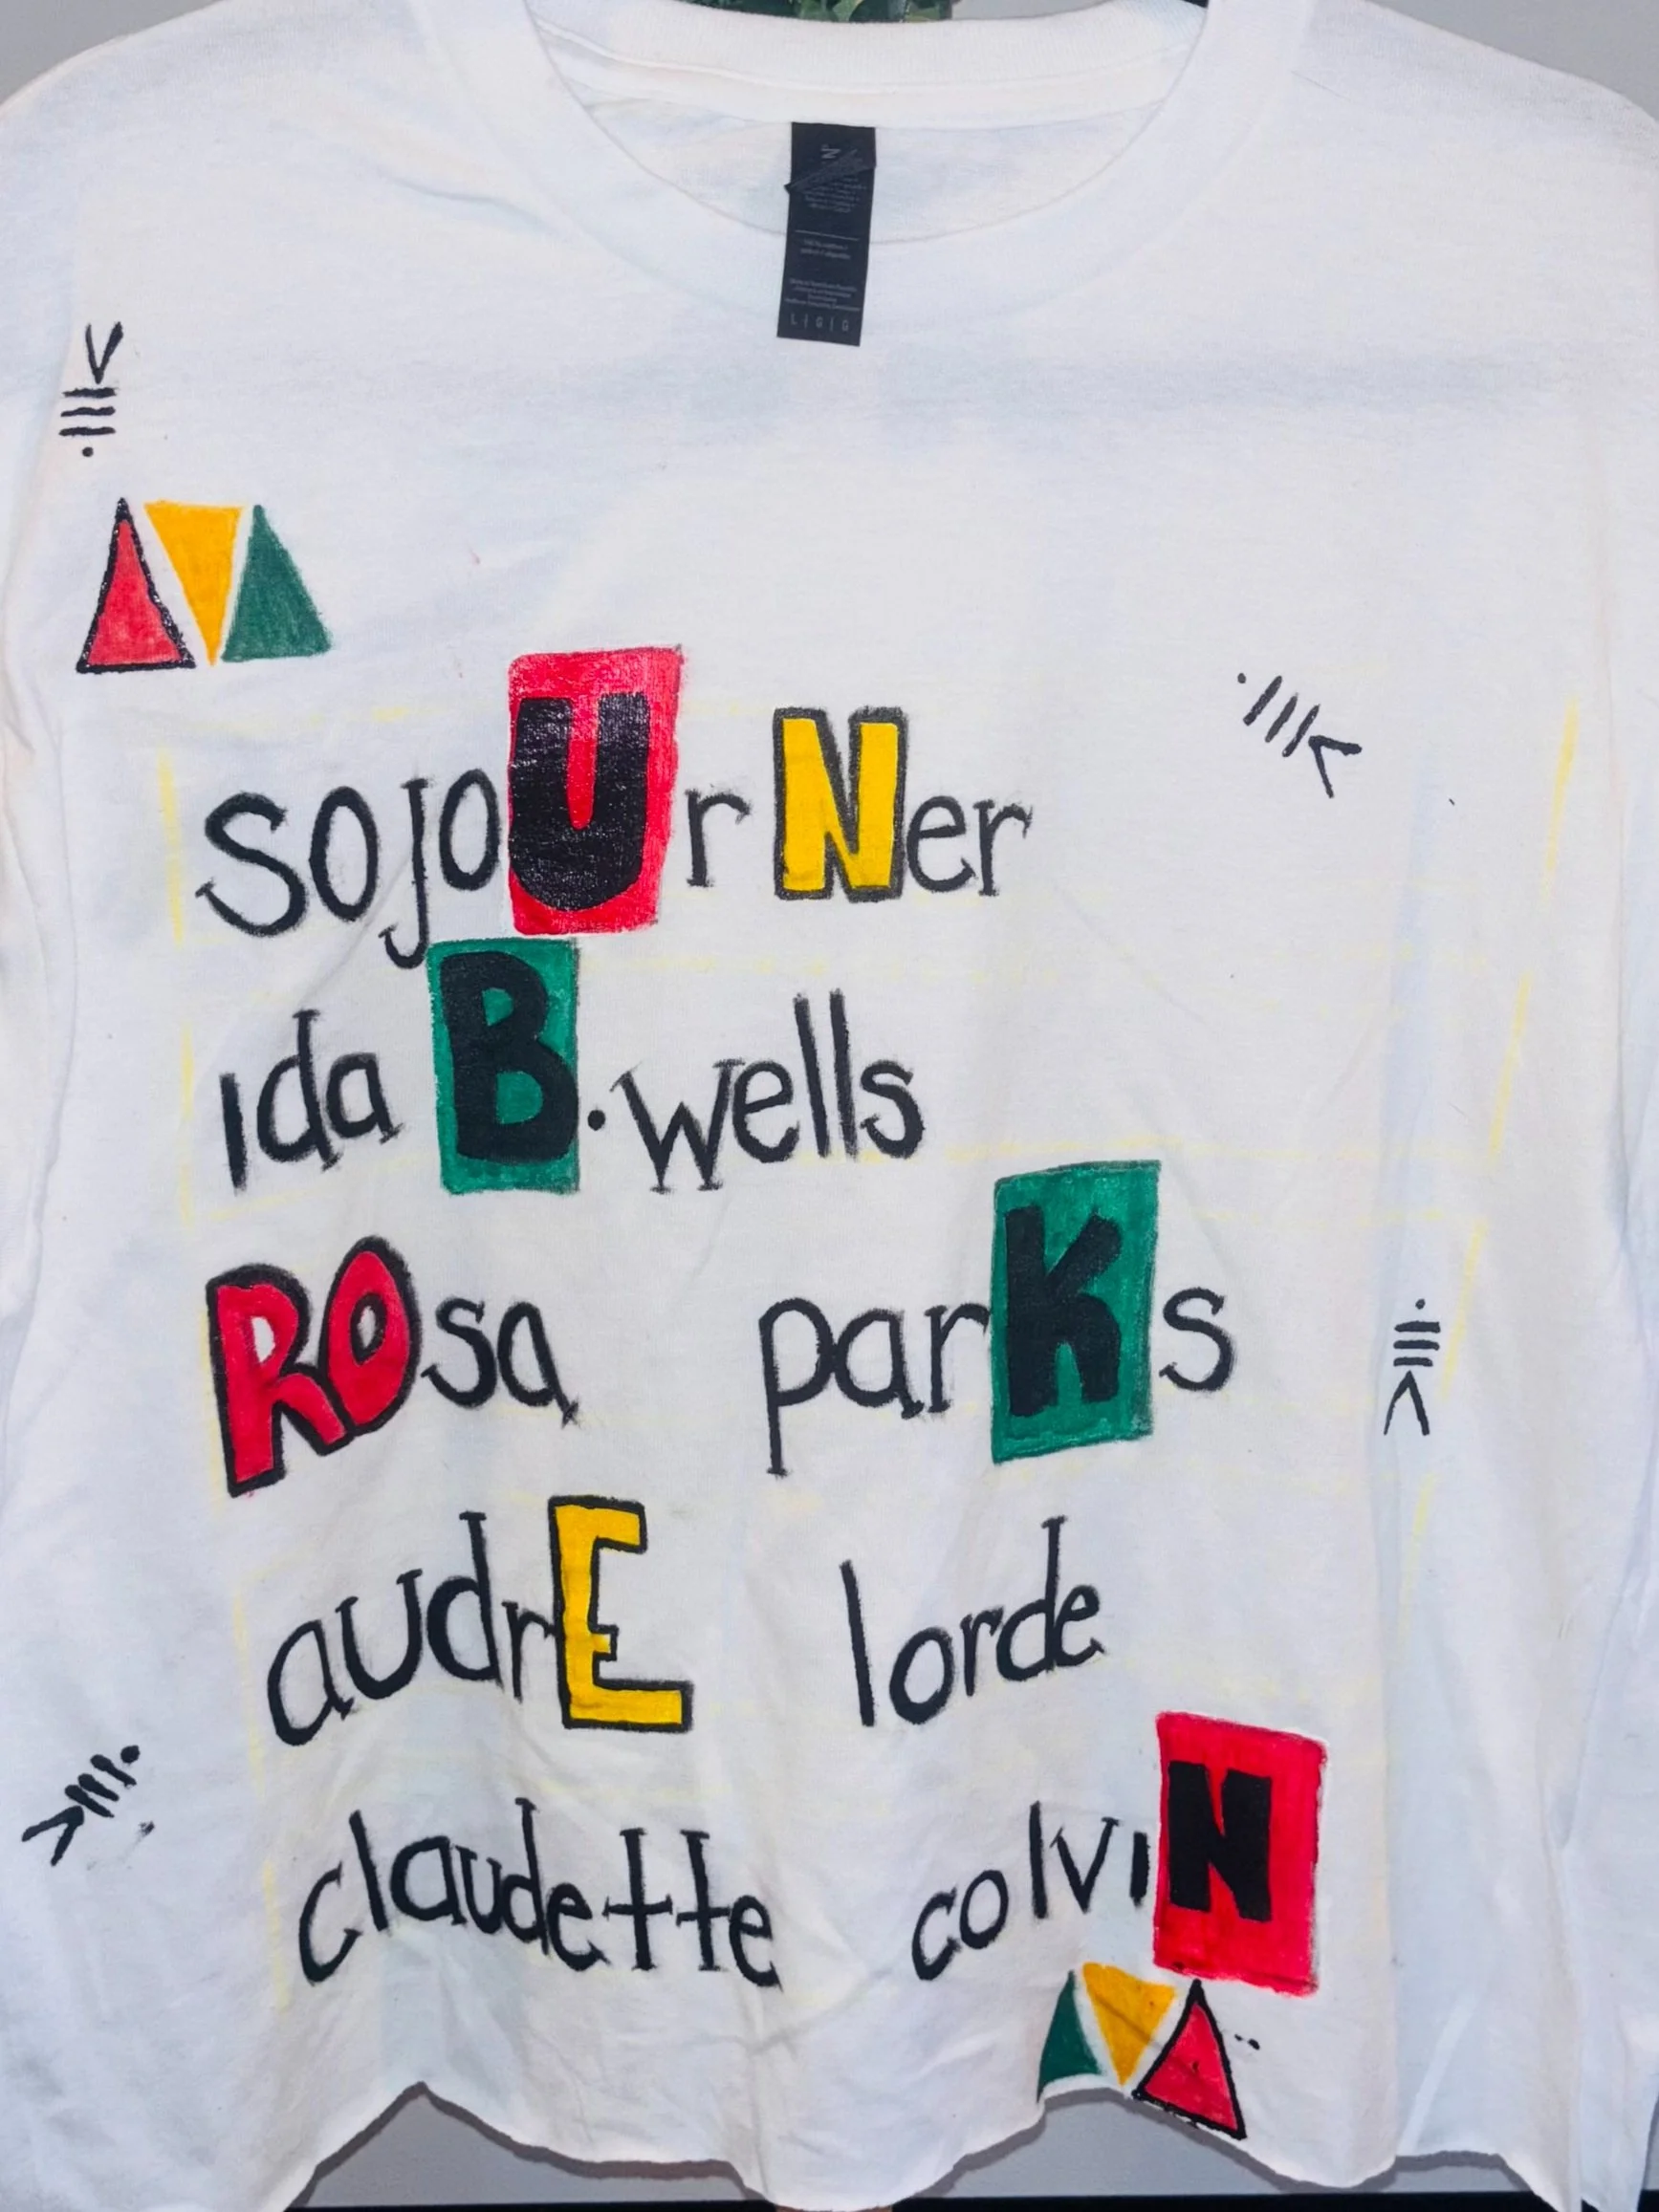 L | G | G
sojoUrNer
ida B. wells
ROsa parKs
audrE lorde
claudette colviN